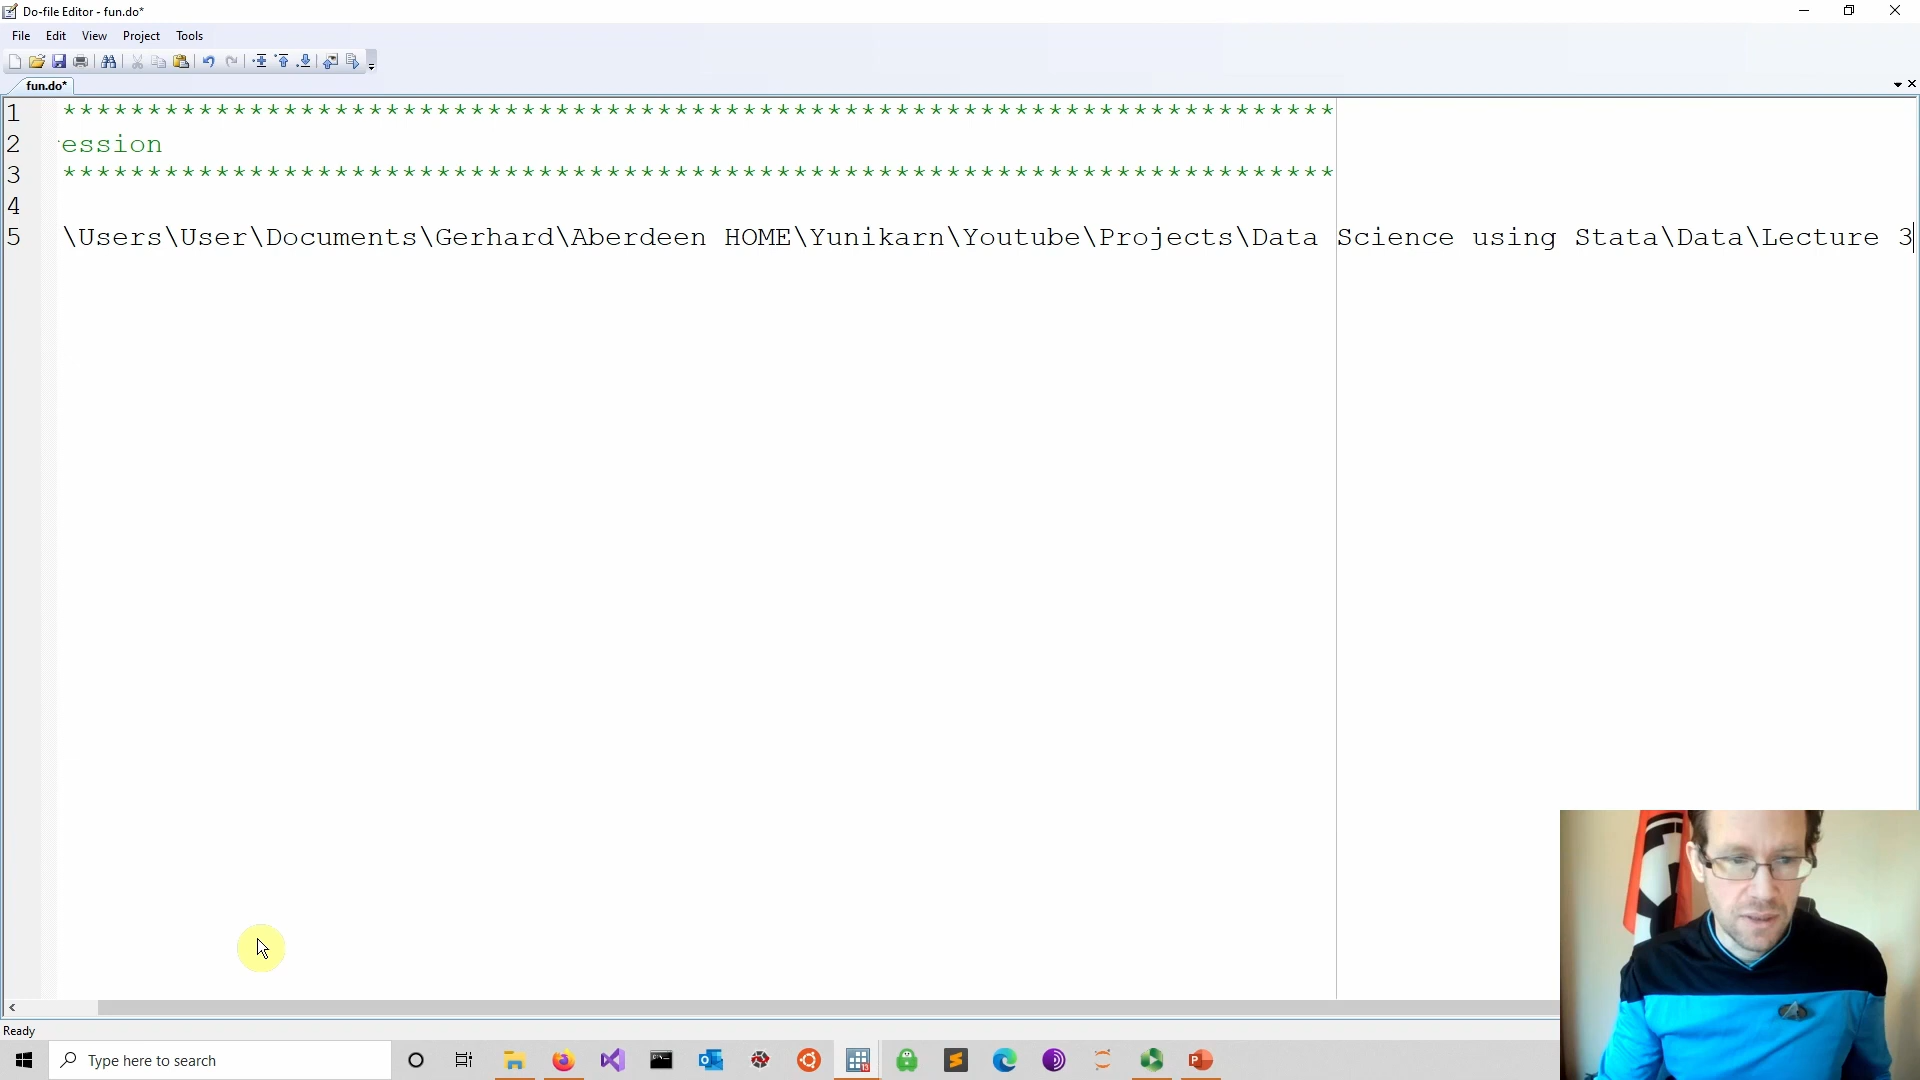 Do-file Editor - fun.do*
File Edit View Project Tools
fun.do*
1 ***************************************************************************
2 ession
3 ***************************************************************************
4
5 \Users\User\Documents\Gerhard\Aberdeen HOME\Yunikarn\Youtube\Projects\Data Science using Stata\Data\Lecture 3
Ready
Type here to search